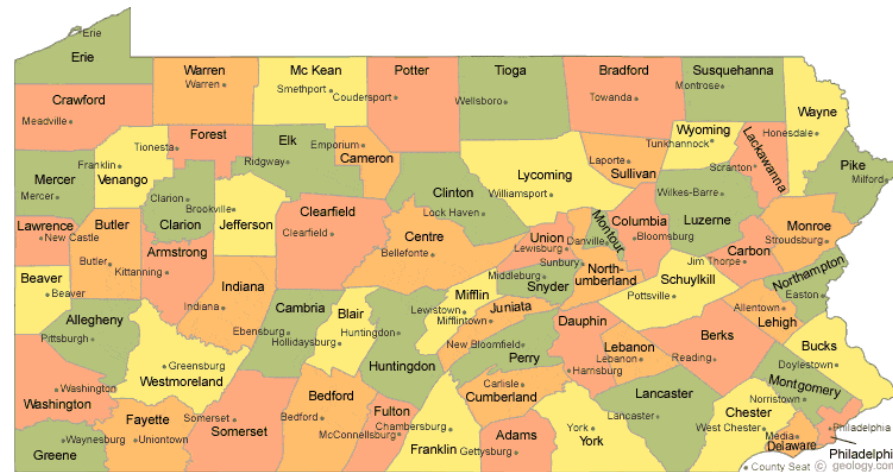 Erie
Erie
Warren
Warren
Mc Kean
Smethport
Potter
Coudersport
Tioga
Wellsboro
Bradford
Towanda
Susquehanna
Montrose
Wayne
Honesdale
Crawford
Meadville
Forest
Tionesta
Elk
Ridgway
Emporium
Cameron
Wyoming
Tunkhannock
Lackawanna
Scranton
Pike
Milford
Mercer
Mercer
Franklin
Venango
Clarion
Clarion
Brookville
Jefferson
Clearfield
Clearfield
Clinton
Lock Haven
Lycoming
Williamsport
Laporte
Sullivan
Wilkes-Barre
Luzerne
Columbia
Bloomsburg
Montour
Danville
Monroe
Stroudsburg
Lawrence
New Castle
Butler
Butler
Kittanning
Armstrong
Centre
Bellefonte
Union
Lewisburg
Sunbury
North-
umberland
Carbon
Jim Thorpe
Northampton
Easton
Beaver
Beaver
Indiana
Indiana
Cambria
Ebensburg
Blair
Hollidaysburg
Huntingdon
Huntingdon
Mifflin
Lewistown
Middleburg
Snyder
Juniata
Mifflintown
Schuylkill
Pottsville
Allentown
Lehigh
Allegheny
Pittsburgh
Westmoreland
Greensburg
New Bloomfield
Perry
Dauphin
Harrisburg
Lebanon
Lebanon
Berks
Reading
Bucks
Doylestown
Montgomery
Norristown
Washington
Washington
Fayette
Uniontown
Somerset
Somerset
Bedford
Bedford
Fulton
McConnellsburg
Chambersburg
Franklin
Carlisle
Cumberland
Gettysburg
Adams
York
York
Lancaster
Lancaster
Chester
West Chester
Media
Delaware
Philadelphia
Philadelph
Greene
Waynesburg
County Seat © geology.com